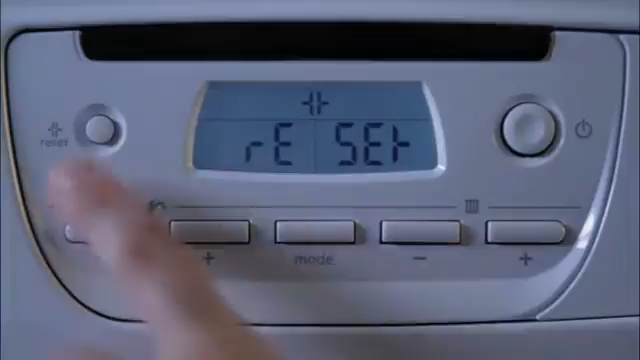 rE SEt
reset
+ mode - +